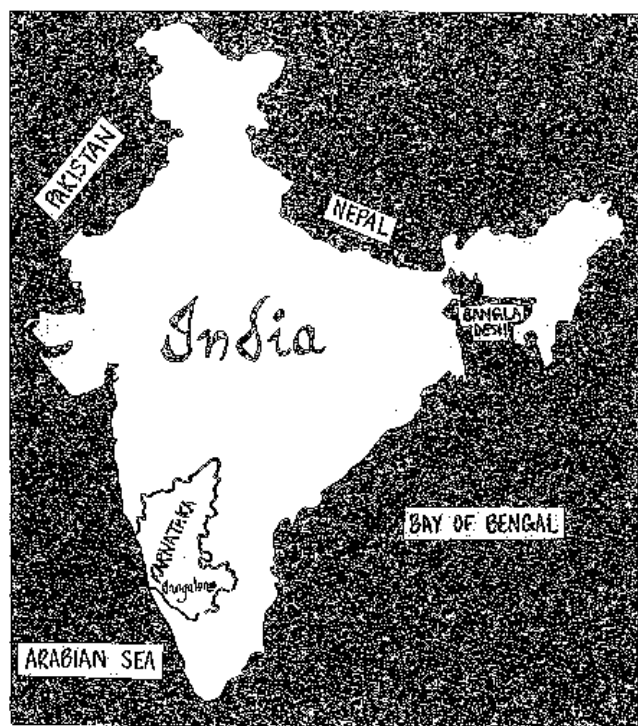 PAKISTAN
NEPAL
India
BANGLA
DESH
KARNATAKA
Bangalore
BAY OF BENGAL
ARABIAN SEA